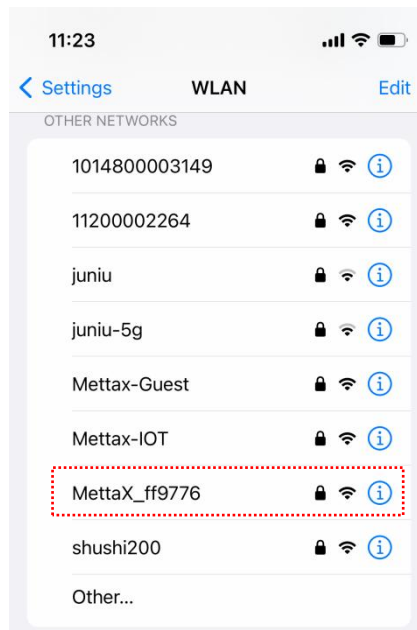 11:23
Settings WLAN Edit
OTHER NETWORKS
1014800003149
11200002264
juniu
juniu-5g
Mettax-Guest
Mettax-IOT
MettaX_ff9776
shushi200
Other...